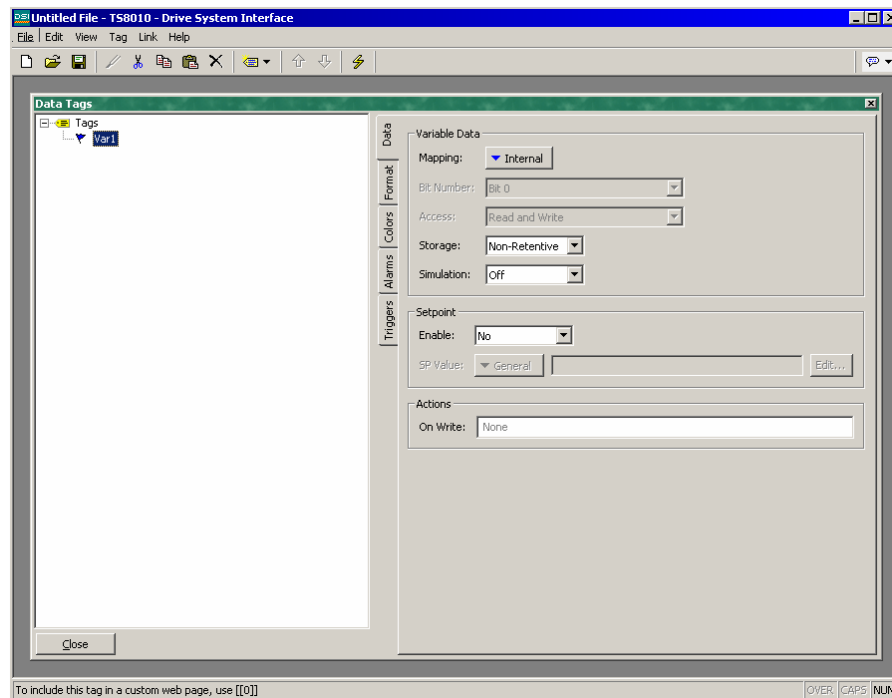 DSI Untitled File - TS8010 - Drive System Interface
File Edit View Tag Link Help
Data Tags
Tags
Var1
Data
Format
Colors
Alarms
Triggers
Variable Data
Mapping: Internal
Bit Number: Bit 0
Access: Read and Write
Storage: Non-Retentive
Simulation: Off
Setpoint
Enable: No
SP Value: General Edit...
Actions
On Write: None
Close
To include this tag in a custom web page, use [[0]] OVER CAPS NUM